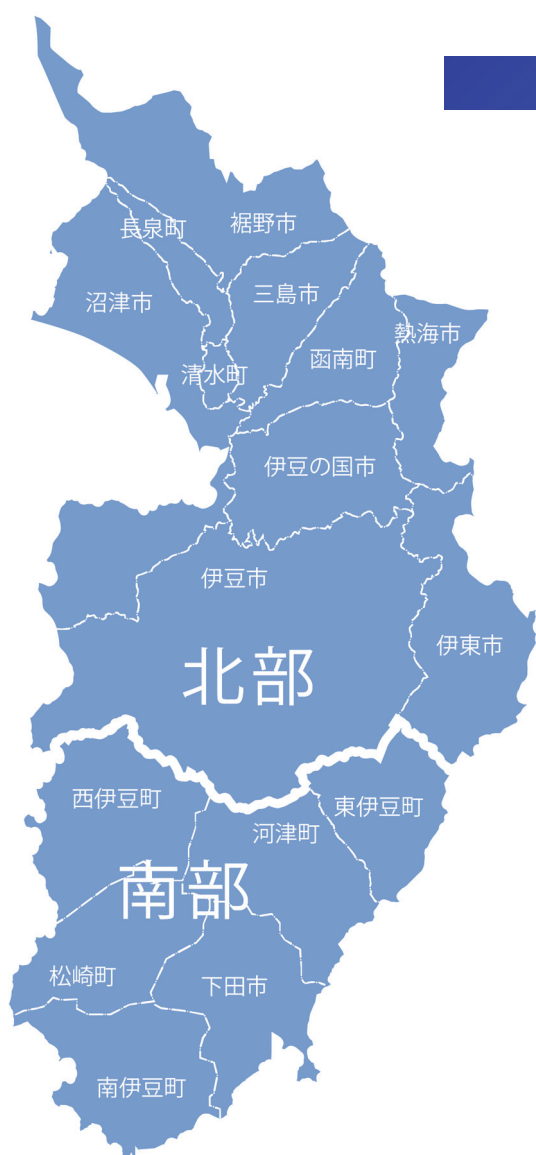 長泉町
裾野市
三島市
沼津市
熱海市
函南町
清水町
伊豆の国市
伊豆市
伊東市
北部
西伊豆町
東伊豆町
河津町
南部
松崎町
下田市
南伊豆町